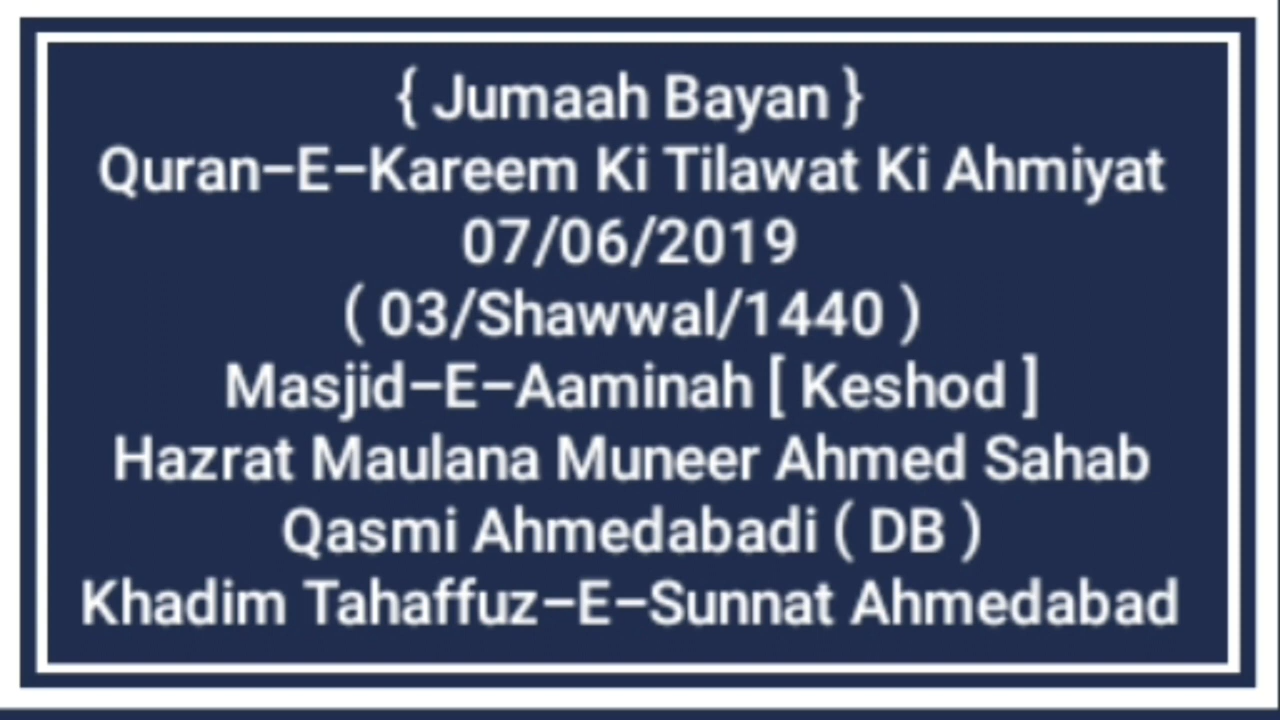 { Jumaah Bayan }
Quran–E–Kareem Ki Tilawat Ki Ahmiyat
07/06/2019
( 03/Shawwal/1440 )
Masjid–E–Aaminah [ Keshod ]
Hazrat Maulana Muneer Ahmed Sahab
Qasmi Ahmedabadi ( DB )
Khadim Tahaffuz–E–Sunnat Ahmedabad